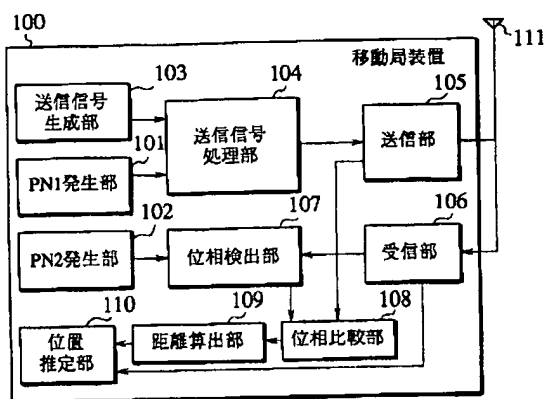 100
111
移動局装置
103
送信信号
生成部
104
送信信号
処理部
105
送信部
101
PN1発生部
102
PN2発生部
107
位相検出部
106
受信部
110
位置
推定部
109
距離算出部
108
位相比較部